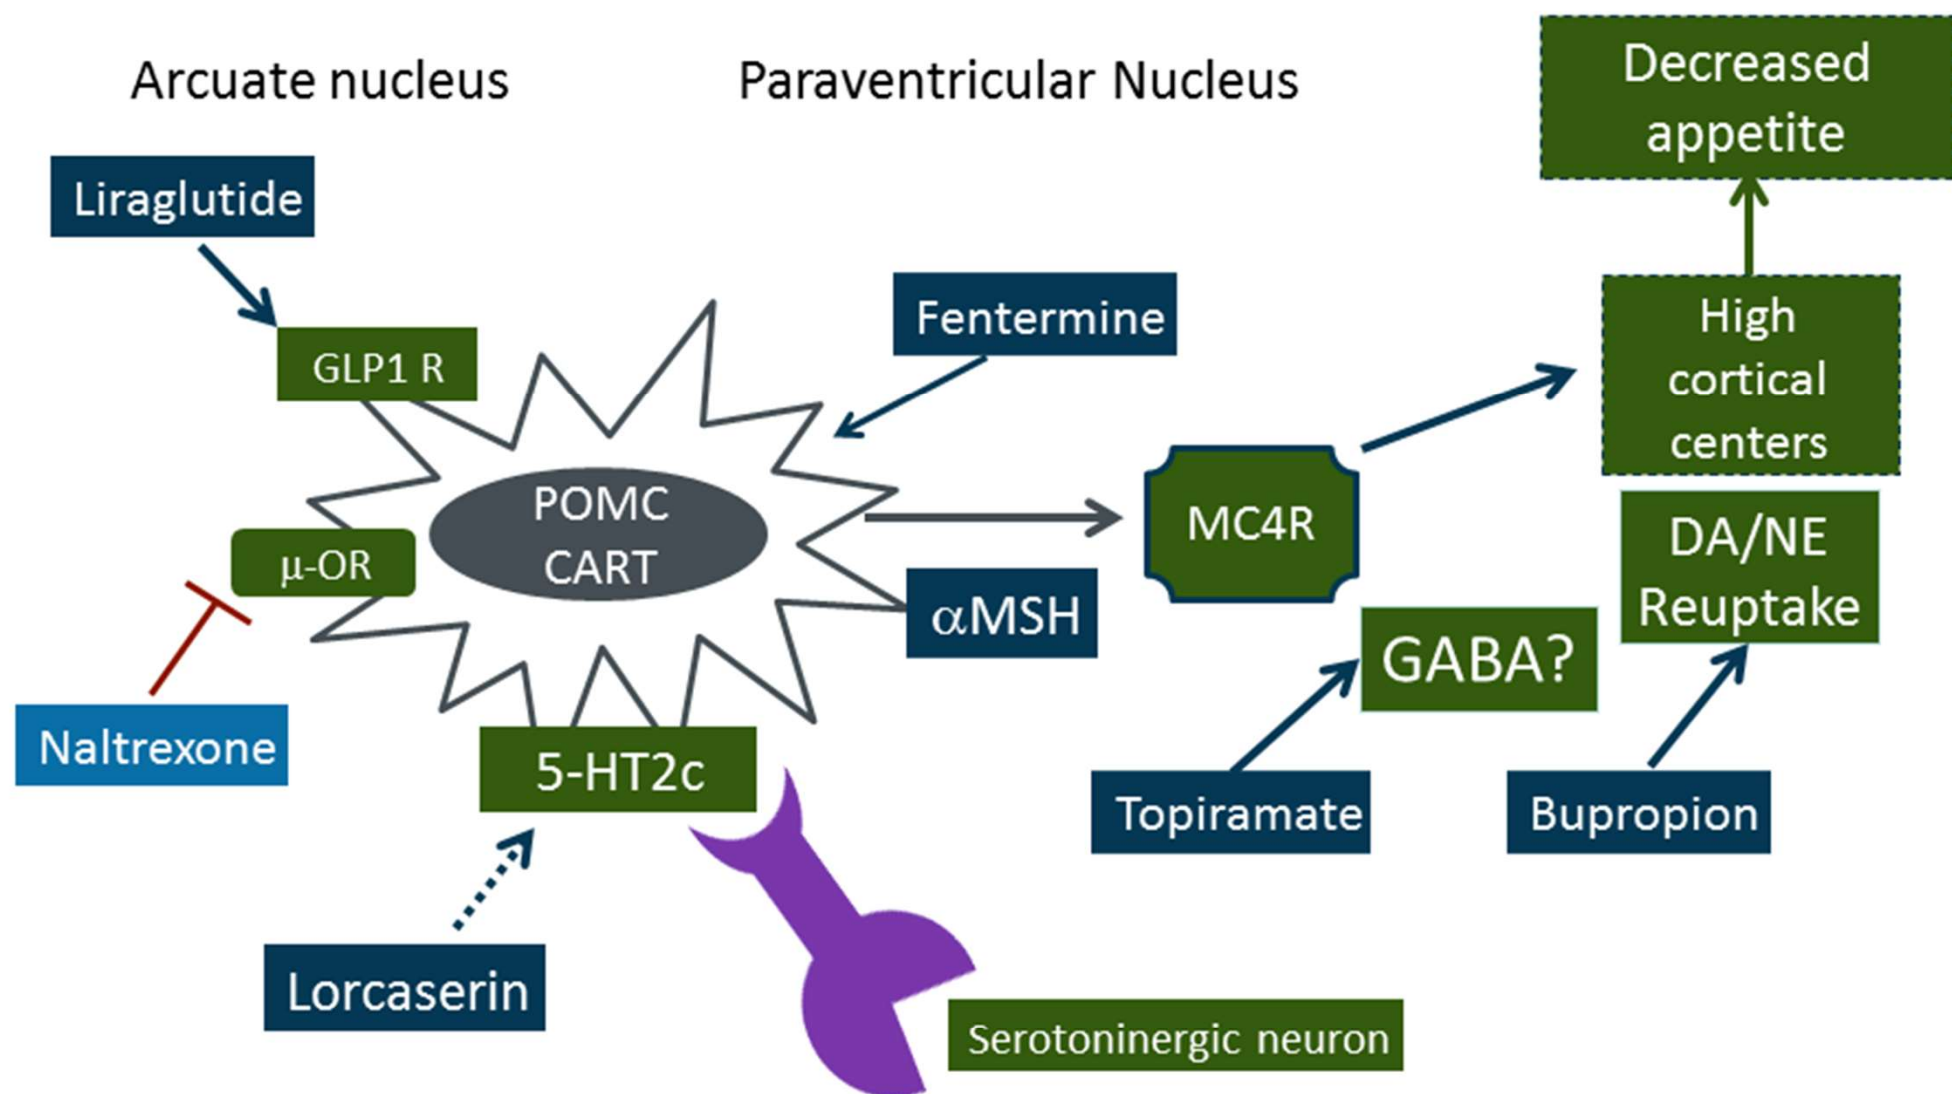 Arcuate nucleus
Paraventricular Nucleus
Decreased
appetite
Liraglutide
GLP1 R
Fentermine
High
cortical
centers
POMC
CART
μ-OR
MC4R
DA/NE
Reuptake
αMSH
GABA?
Naltrexone
5-HT2c
Topiramate
Bupropion
Lorcaserin
Serotoninergic neuron